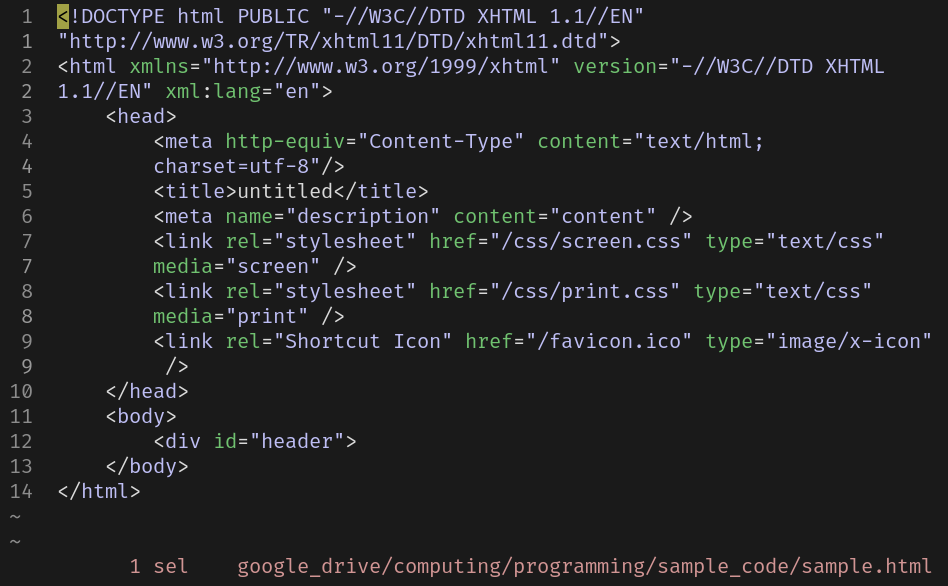 1 <!DOCTYPE html PUBLIC "-//W3C//DTD XHTML 1.1//EN"
1 "http://www.w3.org/TR/xhtml11/DTD/xhtml11.dtd">
2 <html xmlns="http://www.w3.org/1999/xhtml" version="-//W3C//DTD XHTML
2 1.1//EN" xml:lang="en">
3     <head>
4         <meta http-equiv="Content-Type" content="text/html;
4         charset=utf-8"/>
5         <title>untitled</title>
6         <meta name="description" content="content" />
7         <link rel="stylesheet" href="/css/screen.css" type="text/css"
7         media="screen" />
8         <link rel="stylesheet" href="/css/print.css" type="text/css"
8         media="print" />
9         <link rel="Shortcut Icon" href="/favicon.ico" type="image/x-icon"
9          />
10     </head>
11     <body>
12         <div id="header">
13     </body>
14 </html>
~
~
1 sel    google_drive/computing/programming/sample_code/sample.html